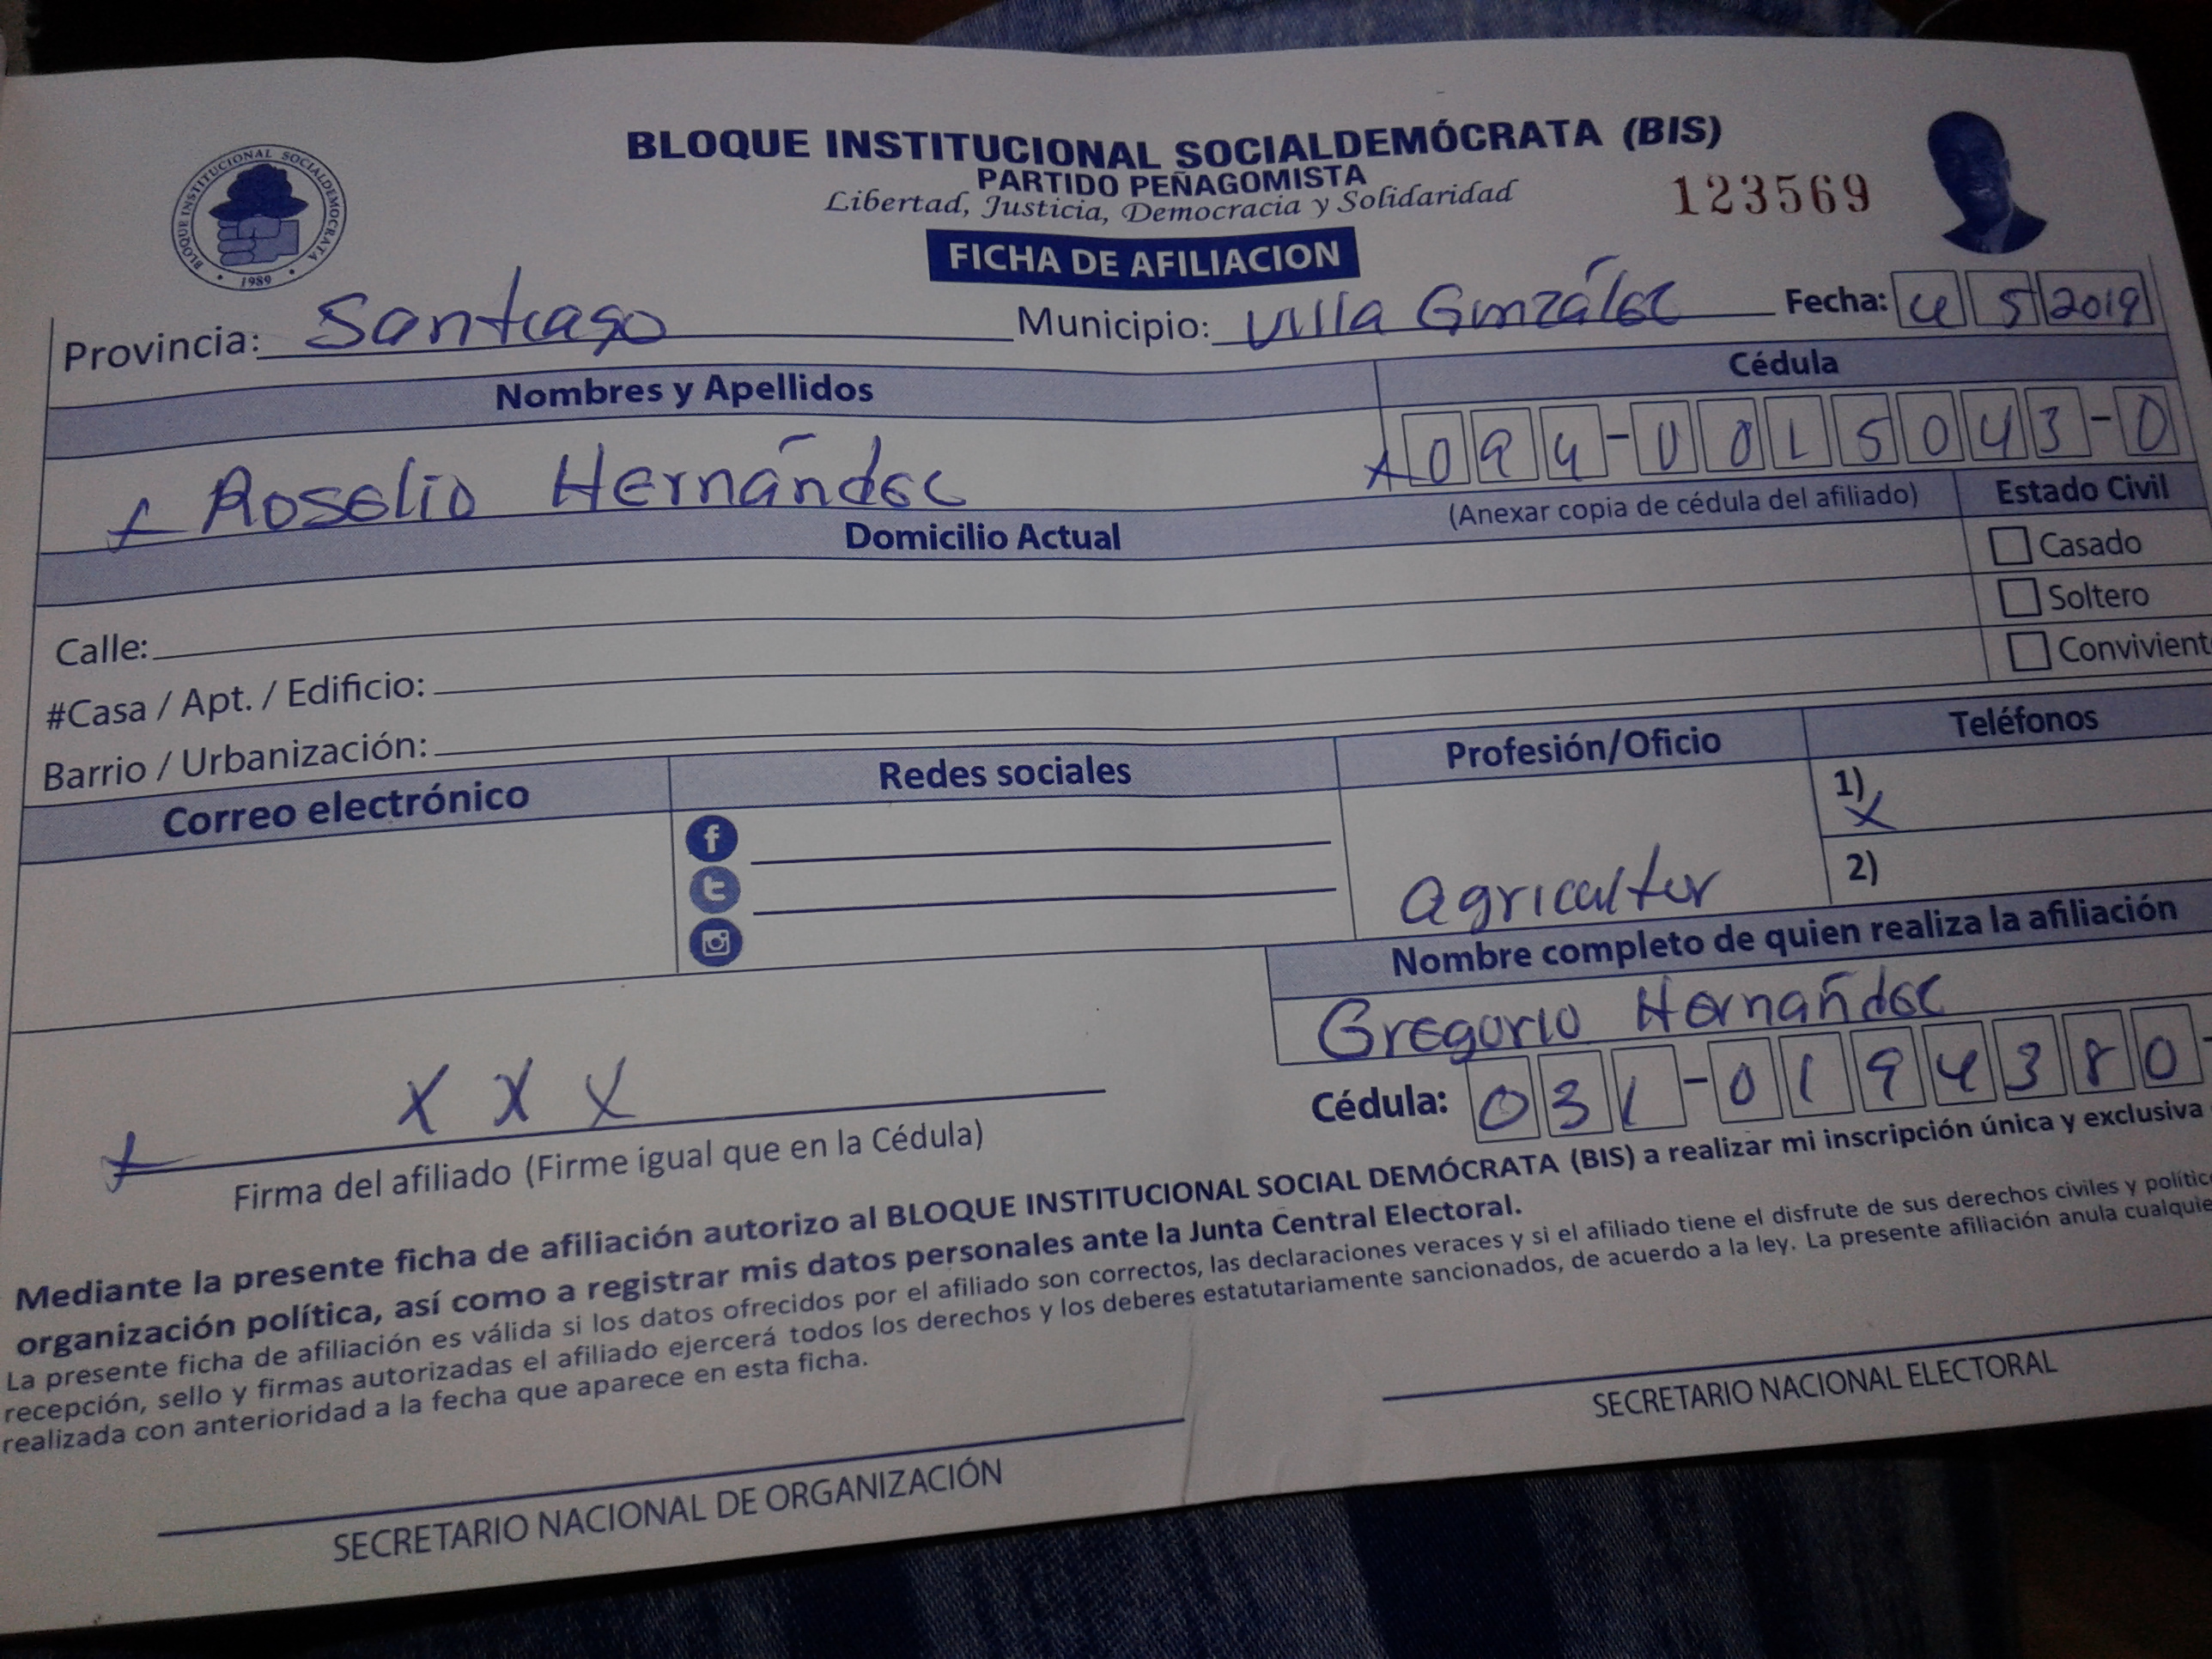 BLOQUE INSTITUCIONAL SOCIALDEMÓCRATA
• 1989 •
BLOQUE INSTITUCIONAL SOCIALDEMÓCRATA (BIS)
PARTIDO PEÑAGOMISTA
Libertad, Justicia, Democracia y Solidaridad
123569
FICHA DE AFILIACION
Provincia: Santiago Municipio: Villa González Fecha: 4 5 2019
Nombres y Apellidos Cédula
x Roselio Hernández x 094-0015043-0
(Anexar copia de cédula del afiliado) Estado Civil
Domicilio Actual
Casado
Calle:
Soltero
#Casa / Apt. / Edificio:
Convivient
Barrio / Urbanización:
Correo electrónico Redes sociales Profesión/Oficio Teléfonos
1) x
2)
Agricultor
Nombre completo de quien realiza la afiliación
Gregorio Hernández
Cédula: 031-0194380-
x X X X
Firma del afiliado (Firme igual que en la Cédula)
Mediante la presente ficha de afiliación autorizo al BLOQUE INSTITUCIONAL SOCIAL DEMÓCRATA (BIS) a realizar mi inscripción única y exclusiva
organización política, así como a registrar mis datos personales ante la Junta Central Electoral.
La presente ficha de afiliación es válida si los datos ofrecidos por el afiliado son correctos, las declaraciones veraces y si el afiliado tiene el disfrute de sus derechos civiles y polític
recepción, sello y firmas autorizadas el afiliado ejercerá todos los derechos y los deberes estatutariamente sancionados, de acuerdo a la ley. La presente afiliación anula cualquie
realizada con anterioridad a la fecha que aparece en esta ficha.
SECRETARIO NACIONAL DE ORGANIZACIÓN
SECRETARIO NACIONAL ELECTORAL